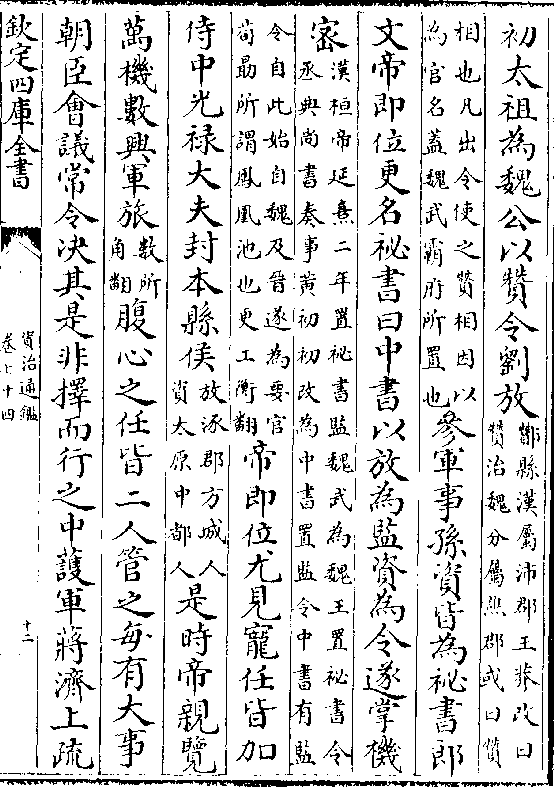 初太祖為魏公以賛令劉放
酇縣漢屬沛郡王莽改曰
賛治魏分屬譙郡或曰賛
相也凡出令使之賛相因以
為官名蓋魏武霸府所置也
參軍事孫資皆為祕書郎
文帝即位更名祕書曰中書以放為監資為令遂掌機
宻
漢桓帝延熹二年置祕書監魏武為魏王置祕書令
丞典尚書奏事黃初初改為中書置監令中書有監
令自此始自魏及晉遂為要官
荀勗所謂鳳凰池也更工衡翻
帝即位尤見寵任皆加
侍中光禄大夫封本縣侯
放涿郡方城人
資太原中都人
是時帝親覽
萬機數興軍旅
數所
角翻
腹心之任皆二人管之每有大事
朝臣會議常令决其是非擇而行之中護軍蔣濟上疏
欽定四庫全書
資治通鑑
卷七十四
十二